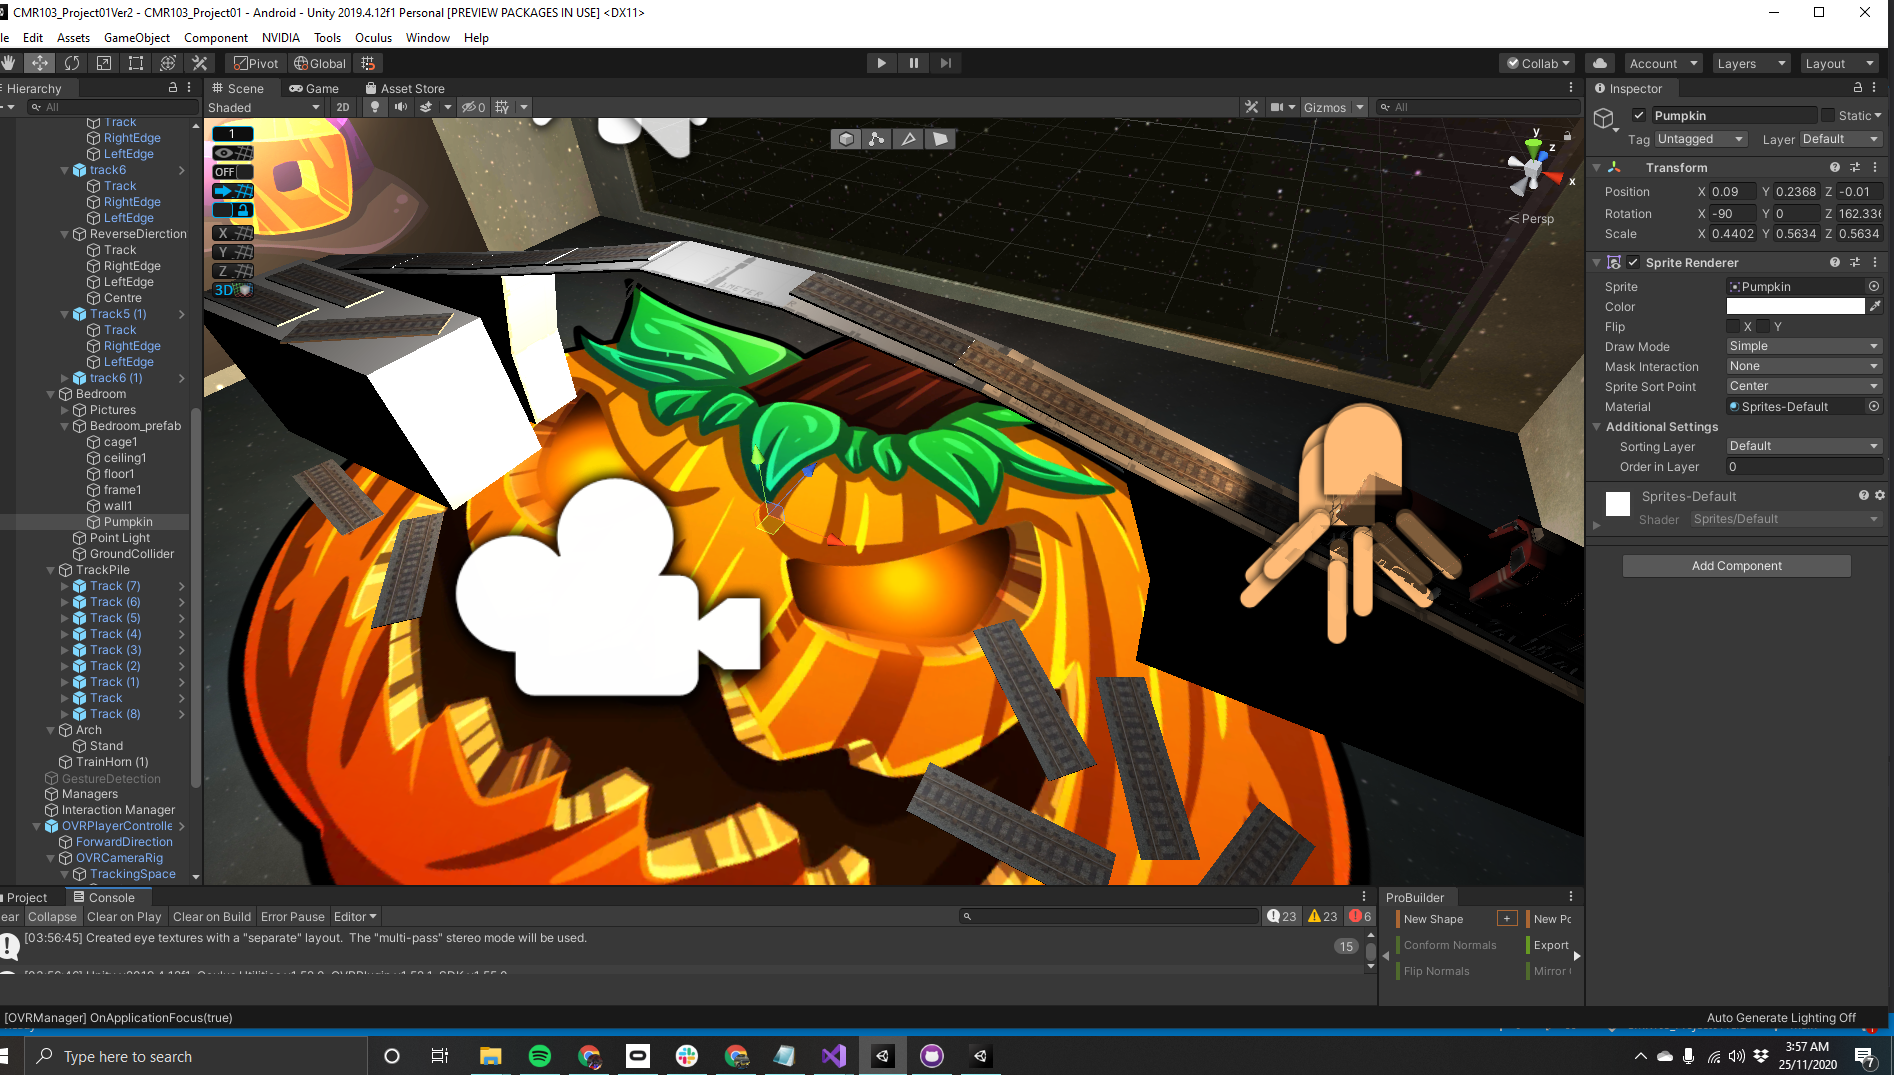 CMR103_Project01Ver2 - CMR103_Project01 - Android - Unity 2019.4.12f1 Personal [PREVIEW PACKAGES IN USE] <DX11>
le Edit Assets GameObject Component NVIDIA Tools Oculus Window Help
Pivot Global Collab Account Layers Layout
Hierarchy
All
Track
RightEdge
LeftEdge
track6
Track
RightEdge
LeftEdge
ReverseDierction
Track
RightEdge
LeftEdge
Centre
Track5 (1)
Track
RightEdge
LeftEdge
track6 (1)
Bedroom
Pictures
Bedroom_prefab
cage1
ceiling1
floor1
frame1
wall1
Pumpkin
Point Light
GroundCollider
TrackPile
Track (7)
Track (6)
Track (5)
Track (4)
Track (3)
Track (2)
Track (1)
Track
Track (8)
Arch
Stand
TrainHorn (1)
GestureDetection
Managers
Interaction Manager
OVRPlayerControlle
ForwardDirection
OVRCameraRig
TrackingSpace
Scene Game Asset Store
Shaded 2D 0 Gizmos All
1
OFF
X
Y
Z
3D
METER
y
z
x
Persp
Inspector
Pumpkin Static
Tag Untagged Layer Default
Transform
Position X 0.09 Y 0.2368 Z -0.01
Rotation X -90 Y 0 Z 162.336
Scale X 0.4402 Y 0.5634 Z 0.5634
Sprite Renderer
Sprite Pumpkin
Color
Flip X Y
Draw Mode Simple
Mask Interaction None
Sprite Sort Point Center
Material Sprites-Default
Additional Settings
Sorting Layer Default
Order in Layer 0
Sprites-Default
Shader Sprites/Default
Add Component
Project Console
ear Collapse Clear on Play Clear on Build Error Pause Editor 23 23 6
[03:56:45] Created eye textures with a "separate" layout. The "multi-pass" stereo mode will be used.
15
ProBuilder
New Shape + New Po
Conform Normals Export
Flip Normals Mirror
[OVRManager] OnApplicationFocus(true)
Auto Generate Lighting Off
Type here to search
3:57 AM
25/11/2020
7